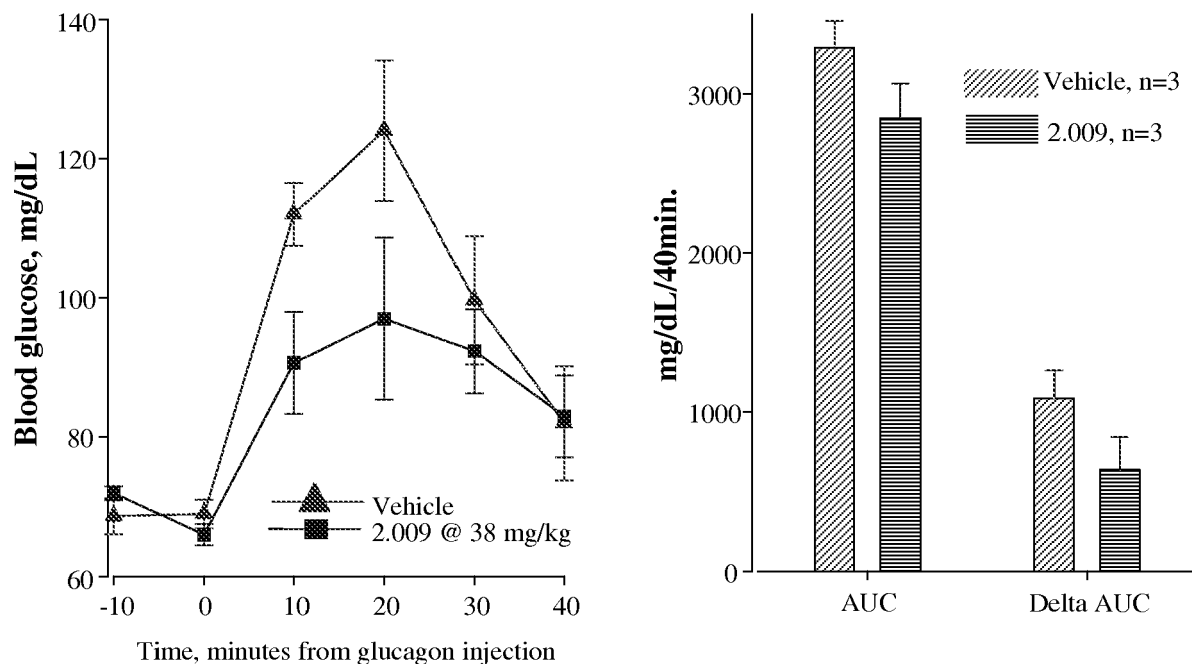 140
120
100
80
60
Blood glucose, mg/dL
Vehicle
2.009 @ 38 mg/kg
-10 0 10 20 30 40
Time, minutes from glucagon injection
3000
2000
1000
0
mg/dL/40min.
Vehicle, n=3
2.009, n=3
AUC Delta AUC